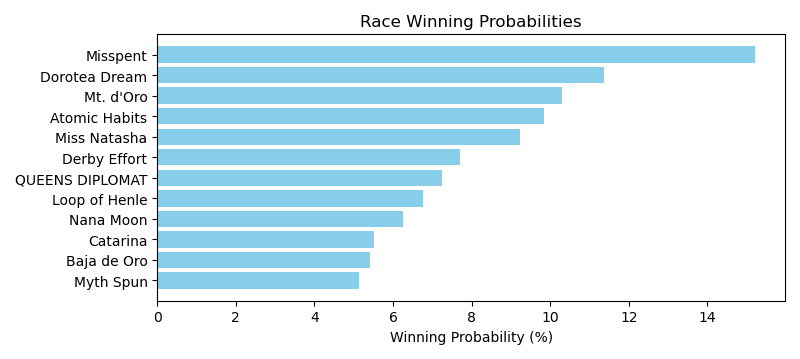 Race Winning Probabilities
Misspent
Dorotea Dream
Mt. d'Oro
Atomic Habits
Miss Natasha
Derby Effort
QUEENS DIPLOMAT
Loop of Henle
Nana Moon
Catarina
Baja de Oro
Myth Spun
0 2 4 6 8 10 12 14
Winning Probability (%)